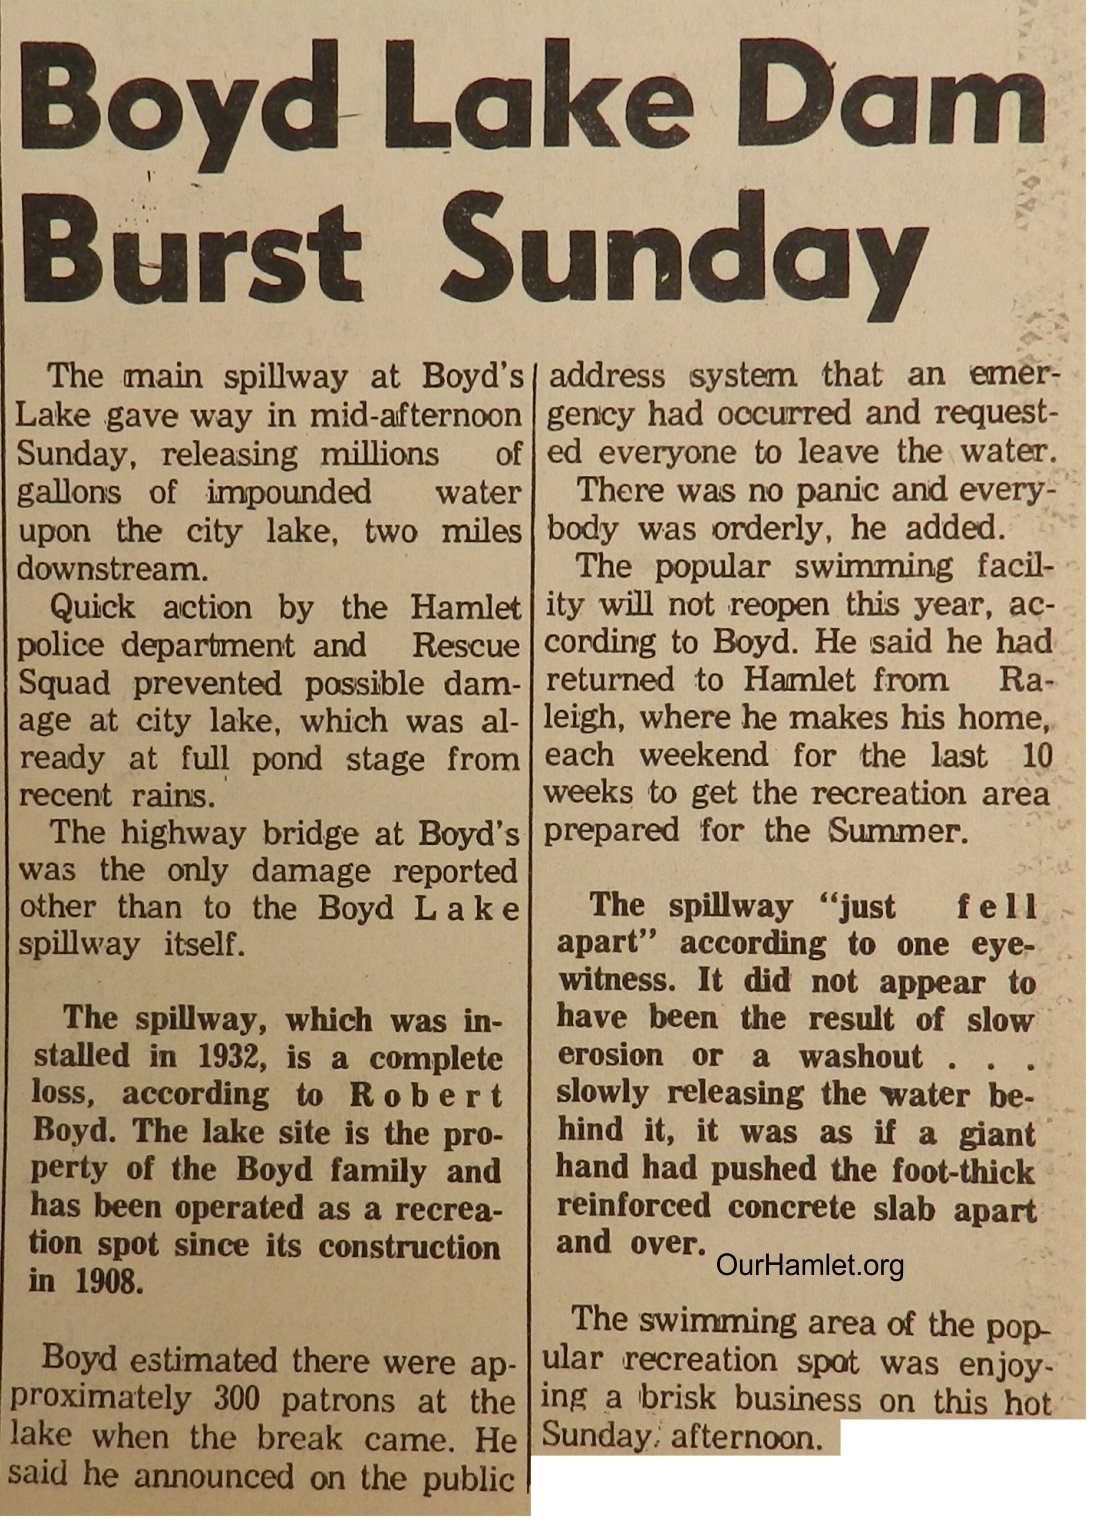 Boyd Lake Dam
Burst Sunday
The main spillway at Boyd's
Lake gave way in mid-afternoon
Sunday, releasing millions of
gallons of impounded water
upon the city lake, two miles
downstream.
Quick action by the Hamlet
police department and Rescue
Squad prevented possible dam-
age at city lake, which was al-
ready at full pond stage from
recent rains.
The highway bridge at Boyd's
was the only damage reported
other than to the Boyd Lake
spillway itself.
The spillway, which was in-
stalled in 1932, is a complete
loss, according to Robert
Boyd. The lake site is the pro-
perty of the Boyd family and
has been operated as a recrea-
tion spot since its construction
in 1908.
Boyd estimated there were ap-
proximately 300 patrons at the
lake when the break came. He
said he announced on the public
address system that an emer-
gency had occurred and request-
ed everyone to leave the water.
There was no panic and every-
body was orderly, he added.
The popular swimming facil-
ity will not reopen this year, ac-
cording to Boyd. He said he had
returned to Hamlet from Ra-
leigh, where he makes his home,
each weekend for the last 10
weeks to get the recreation area
prepared for the Summer.
The spillway "just fell
apart" according to one eye-
witness. It did not appear to
have been the result of slow
erosion or a washout . . .
slowly releasing the water be-
hind it, it was as if a giant
hand had pushed the foot-thick
reinforced concrete slab apart
and over.
OurHamlet.org
The swimming area of the pop-
ular recreation spot was enjoy-
ing a brisk business on this hot
Sunday afternoon.